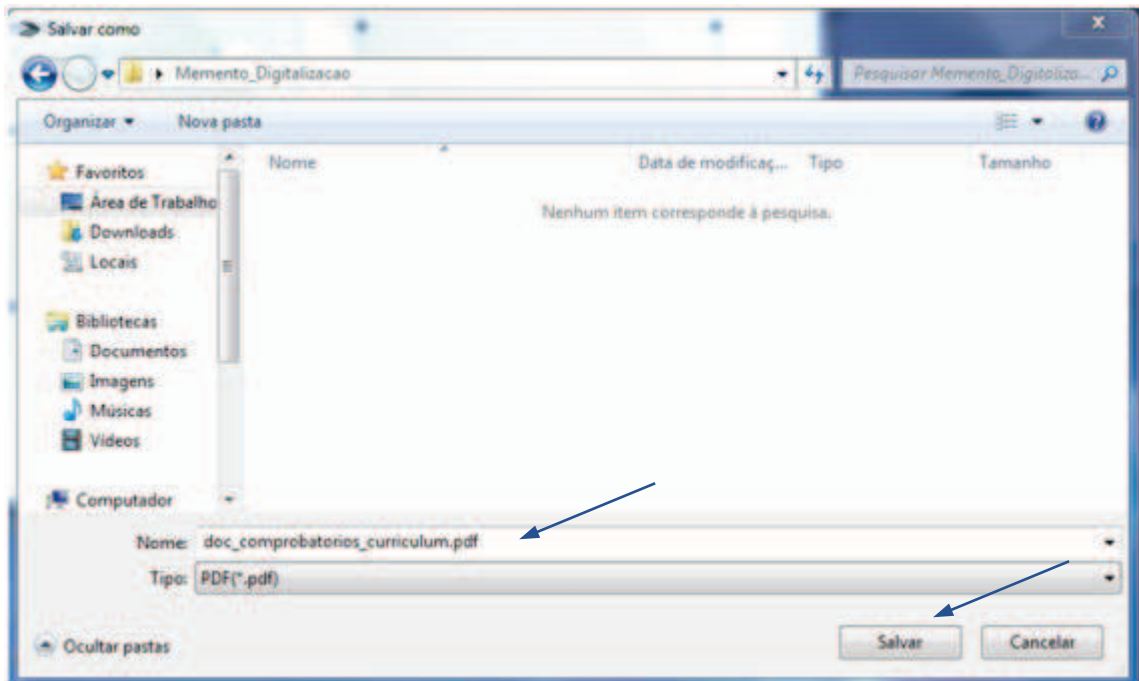 Salvar como
Memento_Digitalizacao
Pesquisar Memento_Digitaliza...
Organizar
Nova pasta
Nome
Data de modificaç...
Tipo
Tamanho
Nenhum item corresponde à pesquisa.
Favoritos
Área de Trabalho
Downloads
Locais
Bibliotecas
Documentos
Imagens
Músicas
Vídeos
Computador
Nome: doc_comprobatorios_curriculum.pdf
Tipo: PDF(*.pdf)
Ocultar pastas
Salvar
Cancelar